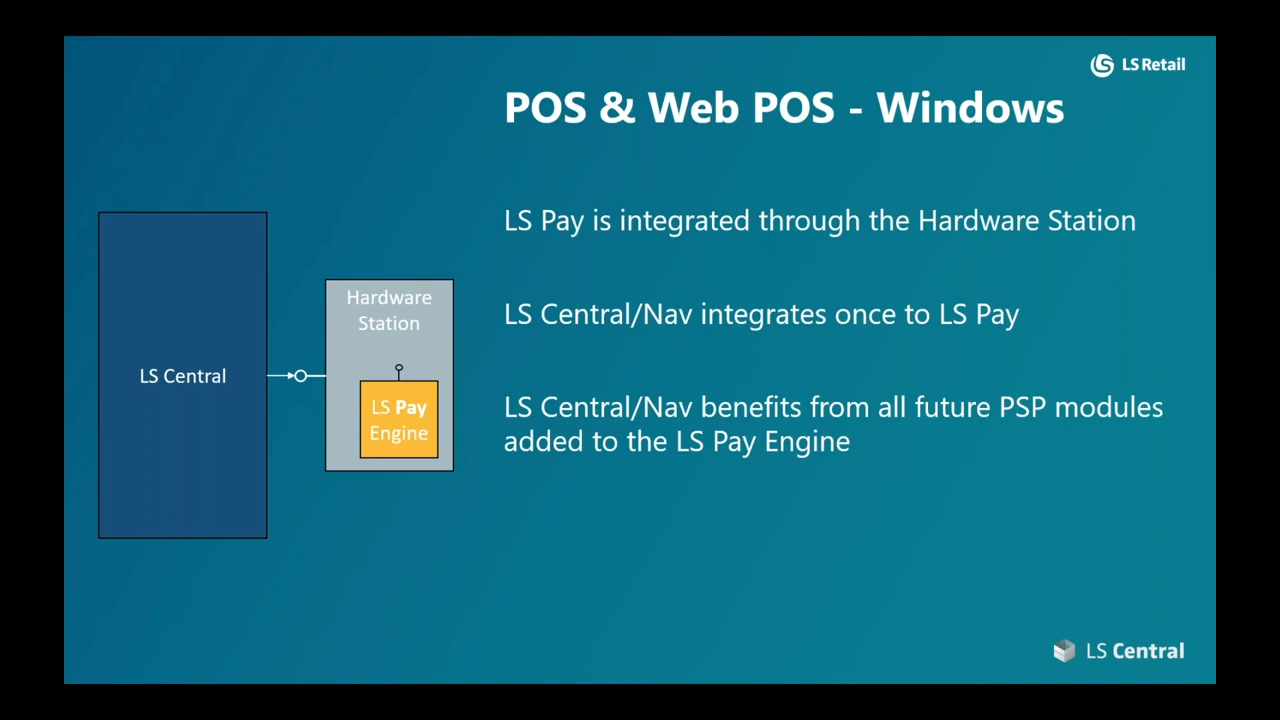 LS Retail
POS & Web POS - Windows
LS Pay is integrated through the Hardware Station
LS Central/Nav integrates once to LS Pay
LS Central/Nav benefits from all future PSP modules
added to the LS Pay Engine
LS Central
Hardware
Station
LS Pay
Engine
LS Central